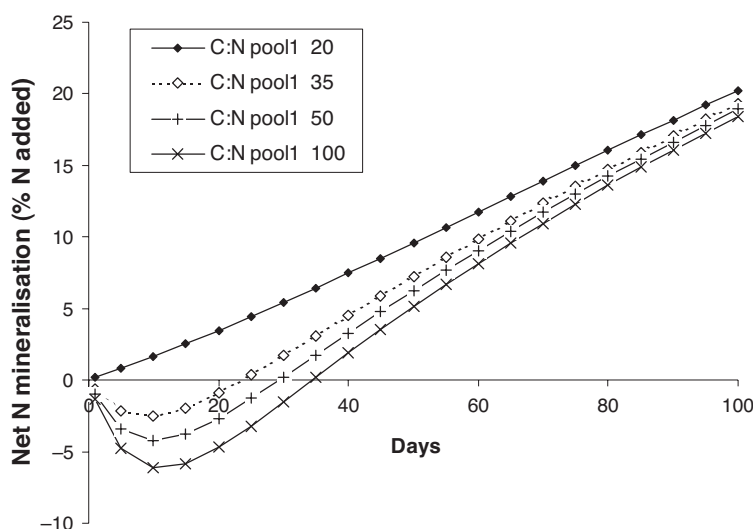 25
20
15
10
5
0
–5
–10
Net N mineralisation (% N added)
C:N pool1 20
C:N pool1 35
C:N pool1 50
C:N pool1 100
0
20
40
60
80
100
Days